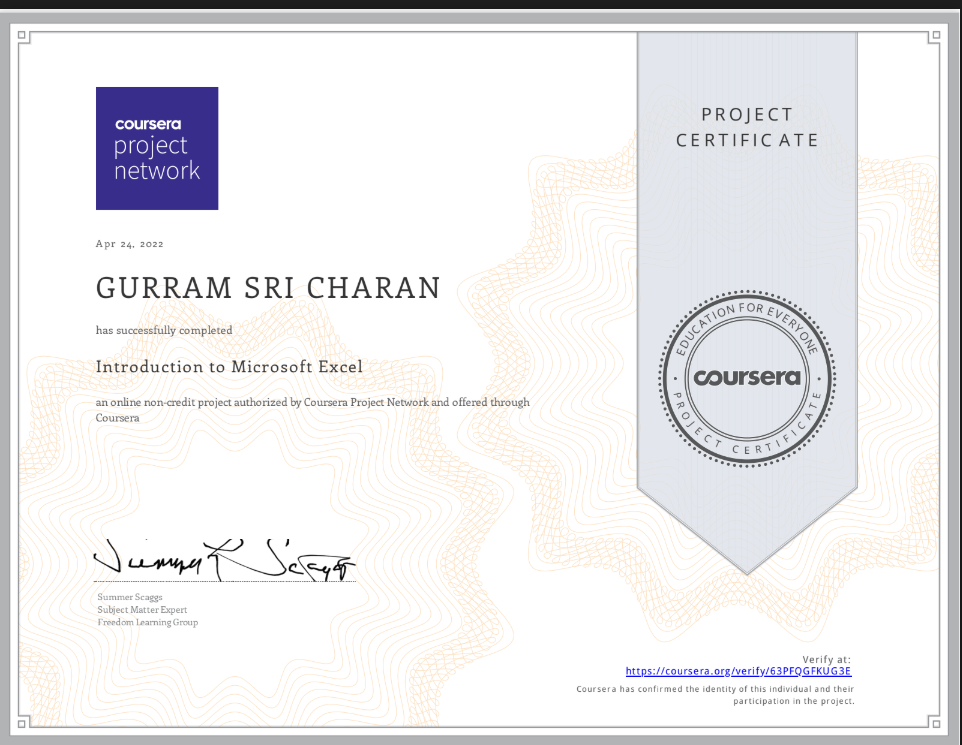 coursera
project
network
PROJECT
CERTIFICATE
Apr 24, 2022
GURRAM SRI CHARAN
has successfully completed
Introduction to Microsoft Excel
an online non-credit project authorized by Coursera Project Network and offered through
Coursera
EDUCATION FOR EVERYONE
coursera
PROJECT CERTIFICATE
Summer Scaggs
Subject Matter Expert
Freedom Learning Group
Verify at:
https://coursera.org/verify/63PFQGFKUG3E
Coursera has confirmed the identity of this individual and their
participation in the project.